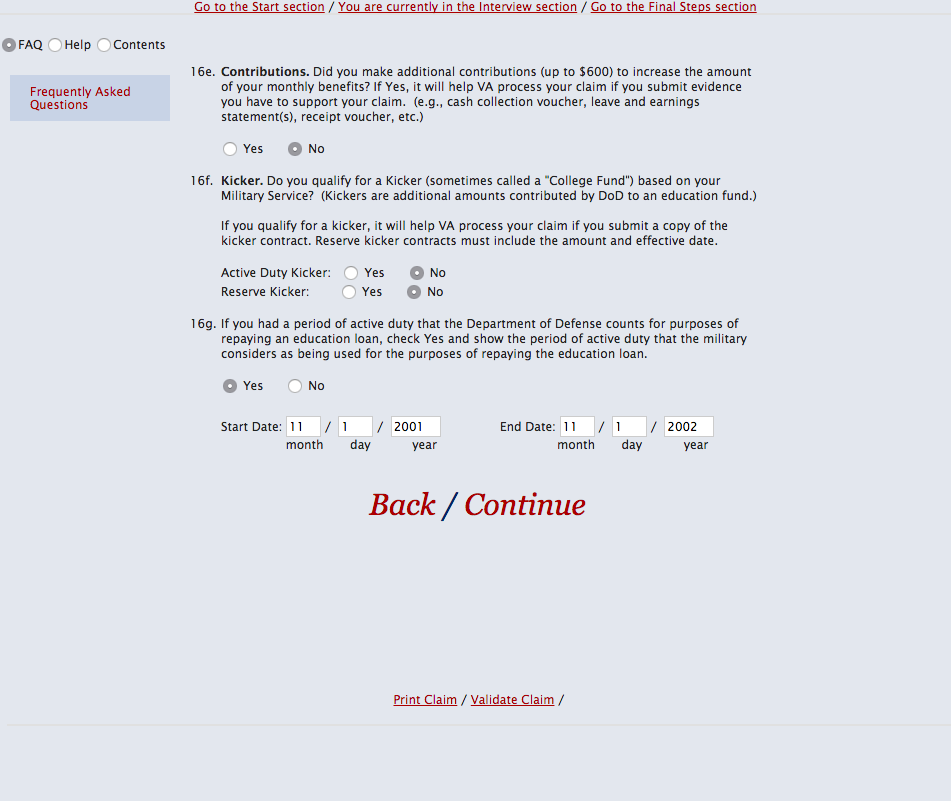 Go to the Start section / You are currently in the Interview section / Go to the Final Steps section
FAQ Help Contents
Frequently Asked
Questions
16e. Contributions. Did you make additional contributions (up to $600) to increase the amount
of your monthly benefits? If Yes, it will help VA process your claim if you submit evidence
you have to support your claim. (e.g., cash collection voucher, leave and earnings
statement(s), receipt voucher, etc.)
Yes No
16f. Kicker. Do you qualify for a Kicker (sometimes called a "College Fund") based on your
Military Service? (Kickers are additional amounts contributed by DoD to an education fund.)
If you qualify for a kicker, it will help VA process your claim if you submit a copy of the
kicker contract. Reserve kicker contracts must include the amount and effective date.
Active Duty Kicker: Yes No
Reserve Kicker: Yes No
16g. If you had a period of active duty that the Department of Defense counts for purposes of
repaying an education loan, check Yes and show the period of active duty that the military
considers as being used for the purposes of repaying the education loan.
Yes No
Start Date: 11 / 1 / 2001 End Date: 11 / 1 / 2002
month day year month day year
Back / Continue
Print Claim / Validate Claim /